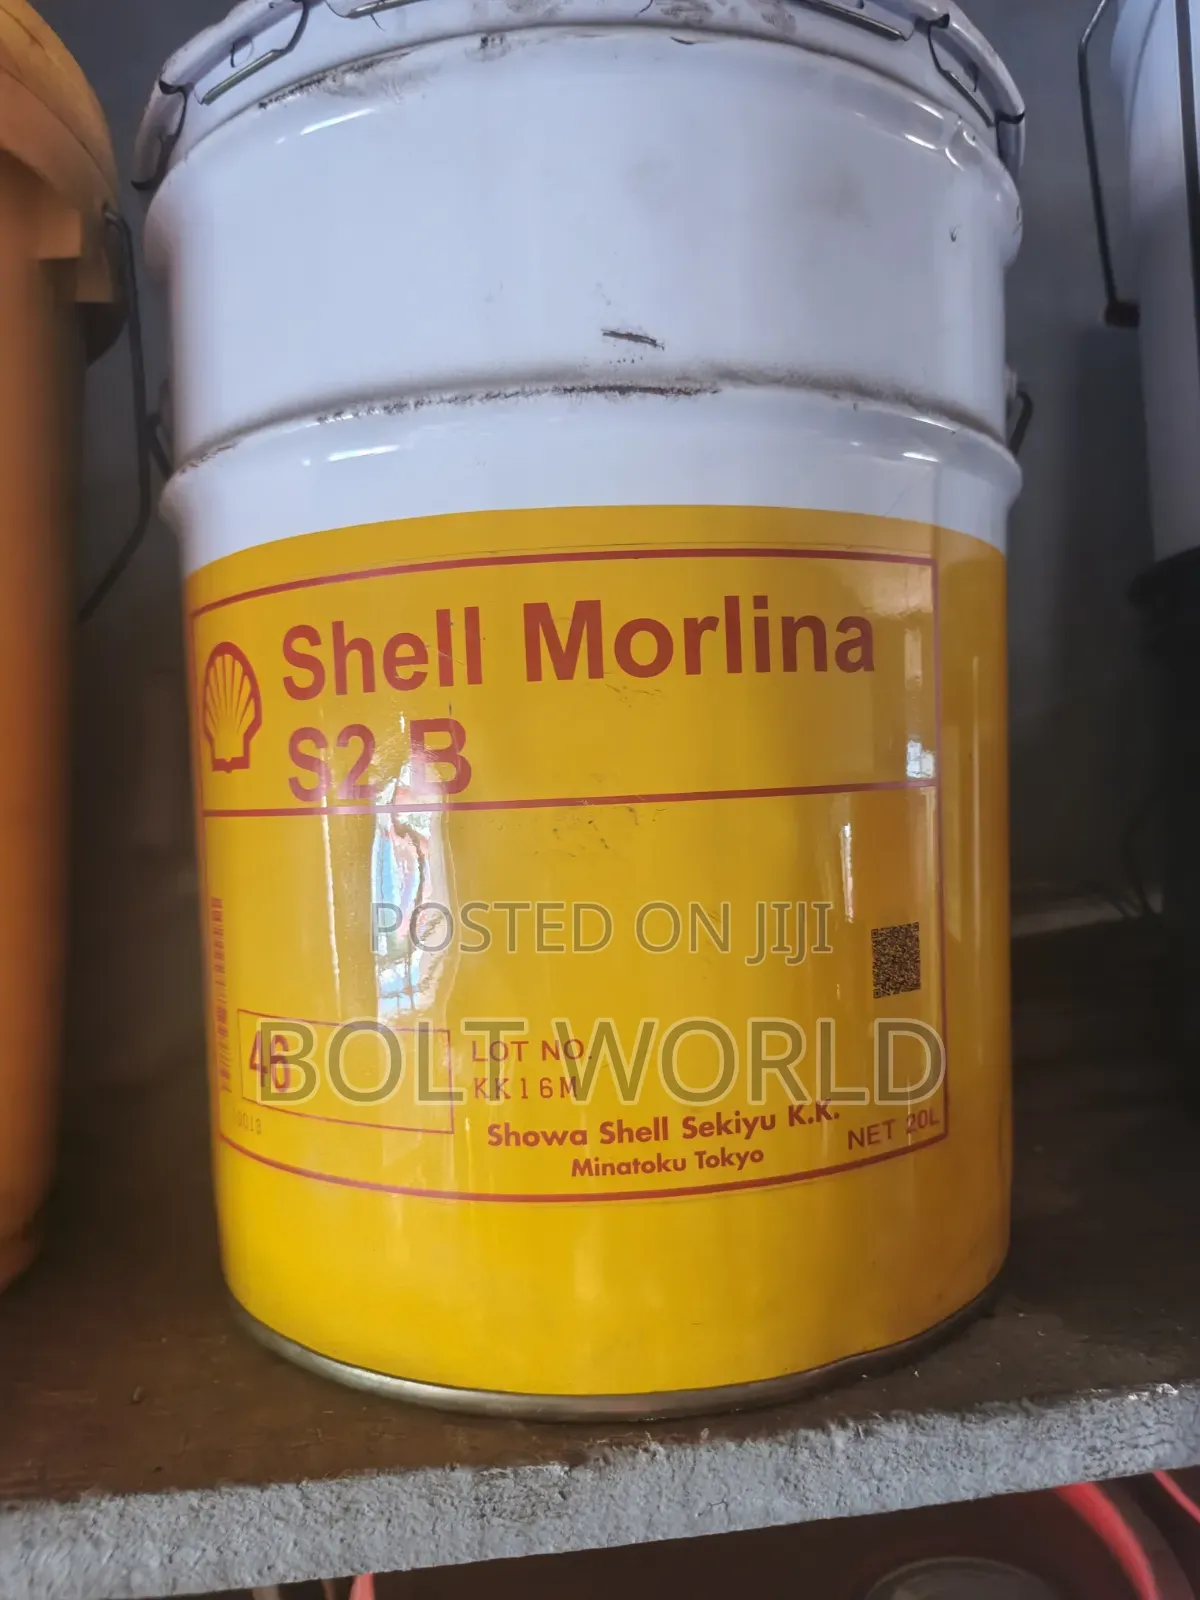 Shell Morlina
S2 B
POSTED ON JIJI
BOLT WORLD
46
LOT NO.
KK16M
Showa Shell Sekiyu K.K.
Minatoku Tokyo
NET 20L